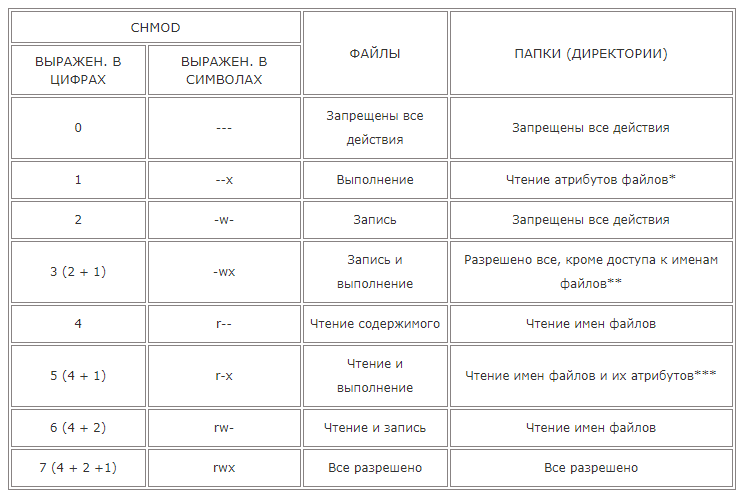 CHMOD
ФАЙЛЫ
ПАПКИ (ДИРЕКТОРИИ)
ВЫРАЖЕН. В
ЦИФРАХ
ВЫРАЖЕН. В
СИМВОЛАХ
0
---
Запрещены все
действия
Запрещены все действия
1
--x
Выполнение
Чтение атрибутов файлов*
2
-w-
Запись
Запрещены все действия
3 (2 + 1)
-wx
Запись и
выполнение
Разрешено все, кроме доступа к именам
файлов**
4
r--
Чтение содержимого
Чтение имен файлов
5 (4 + 1)
r-x
Чтение и
выполнение
Чтение имен файлов и их атрибутов***
6 (4 + 2)
rw-
Чтение и запись
Чтение имен файлов
7 (4 + 2 +1)
rwx
Все разрешено
Все разрешено